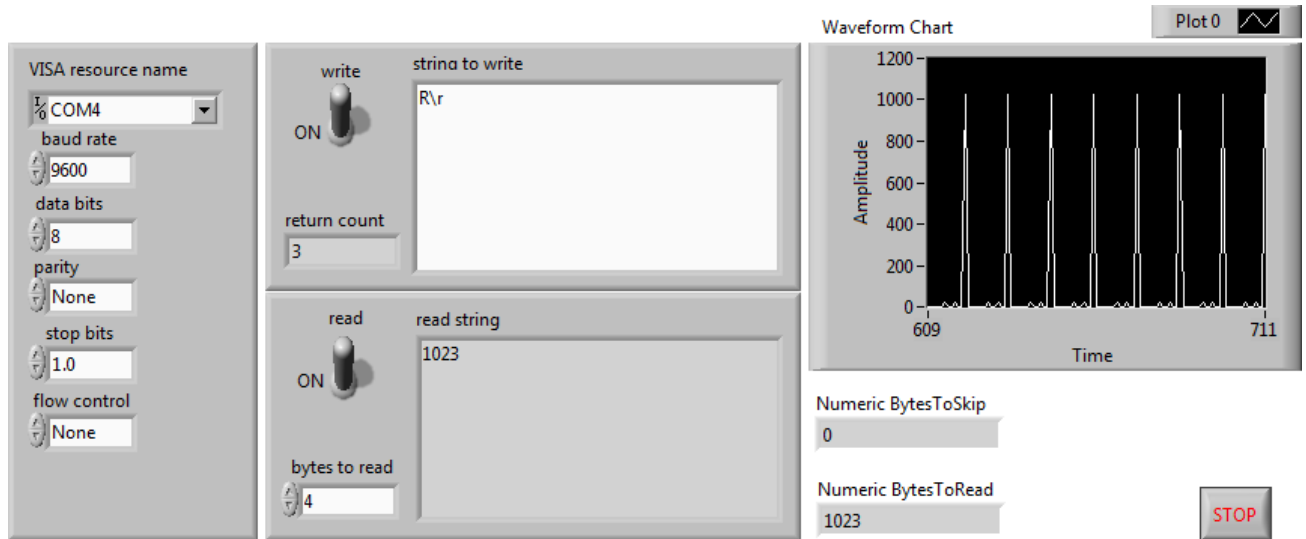 VISA resource name
COM4
baud rate
9600
data bits
8
parity
None
stop bits
1.0
flow control
None
write
ON
return count
3
string to write
R\r
read
ON
bytes to read
4
read string
1023
Waveform Chart
Plot 0
1200
1000
800
600
400
200
0
Amplitude
609
711
Time
Numeric BytesToSkip
0
Numeric BytesToRead
1023
STOP